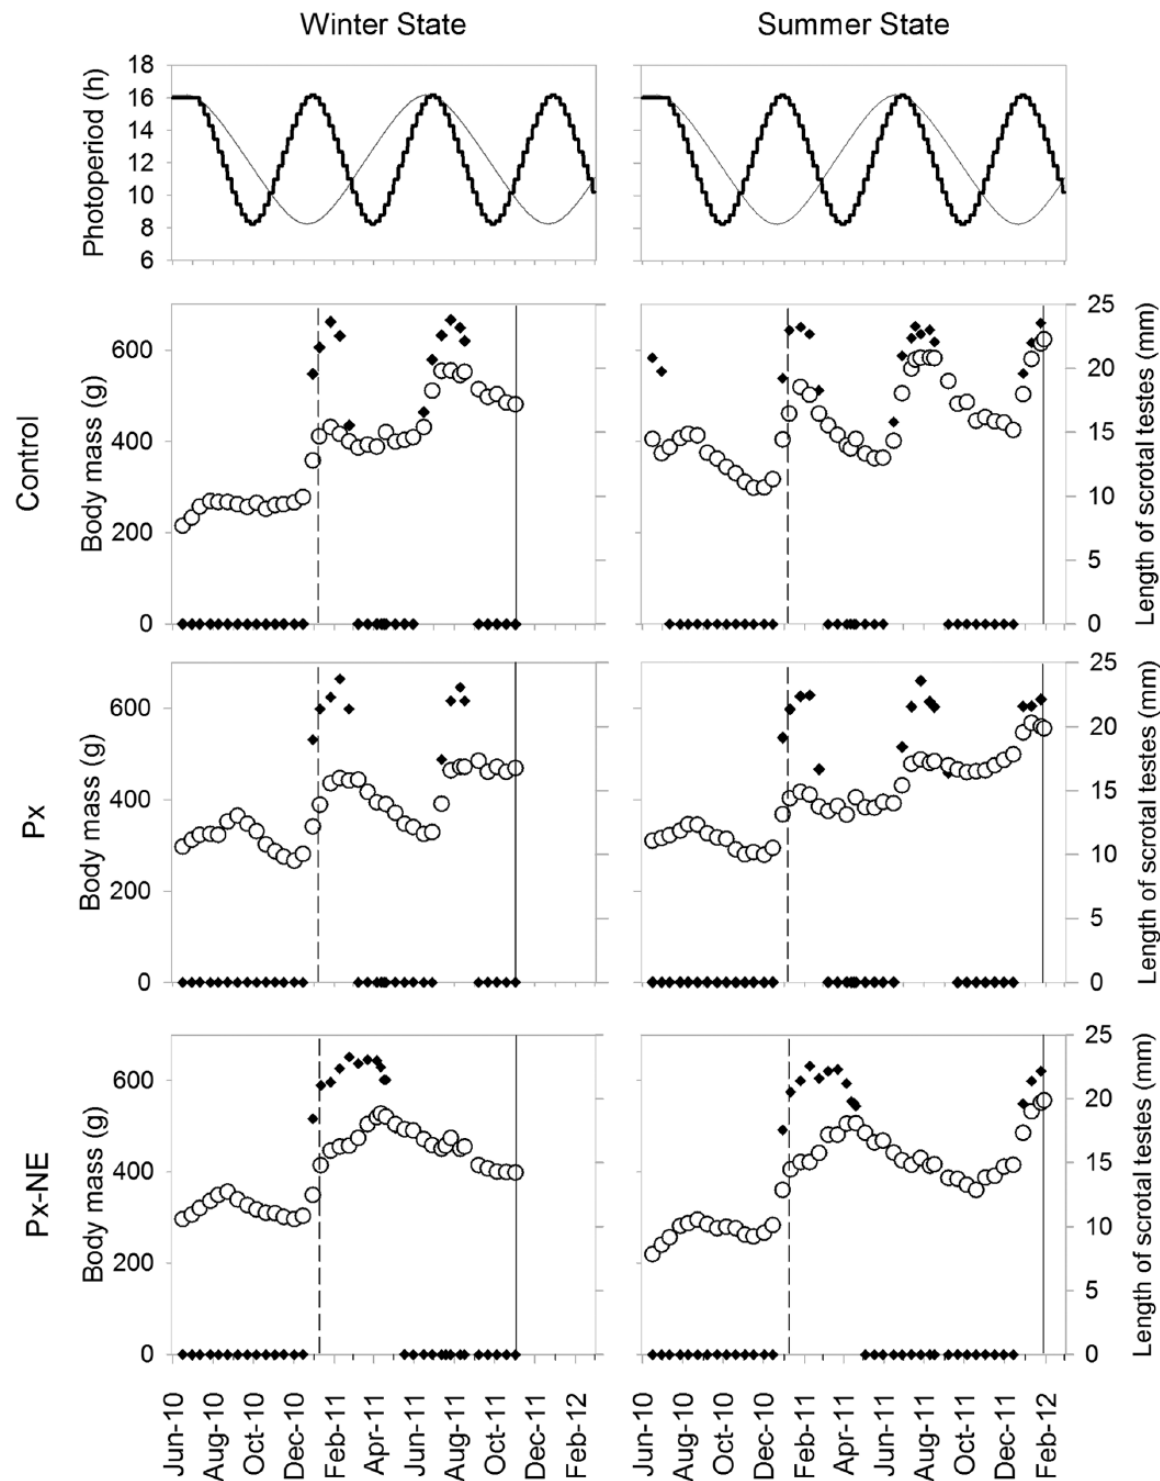 Winter State
Summer State
Photoperiod (h)
18
16
14
12
10
8
6
Control
Body mass (g)
600
400
200
0
25
20
15
10
5
0
Length of scrotal testes (mm)
Px
Body mass (g)
600
400
200
0
25
20
15
10
5
0
Length of scrotal testes (mm)
Px-NE
Body mass (g)
600
400
200
0
25
20
15
10
5
0
Length of scrotal testes (mm)
Jun-10
Aug-10
Oct-10
Dec-10
Feb-11
Apr-11
Jun-11
Aug-11
Oct-11
Dec-11
Feb-12
Jun-10
Aug-10
Oct-10
Dec-10
Feb-11
Apr-11
Jun-11
Aug-11
Oct-11
Dec-11
Feb-12